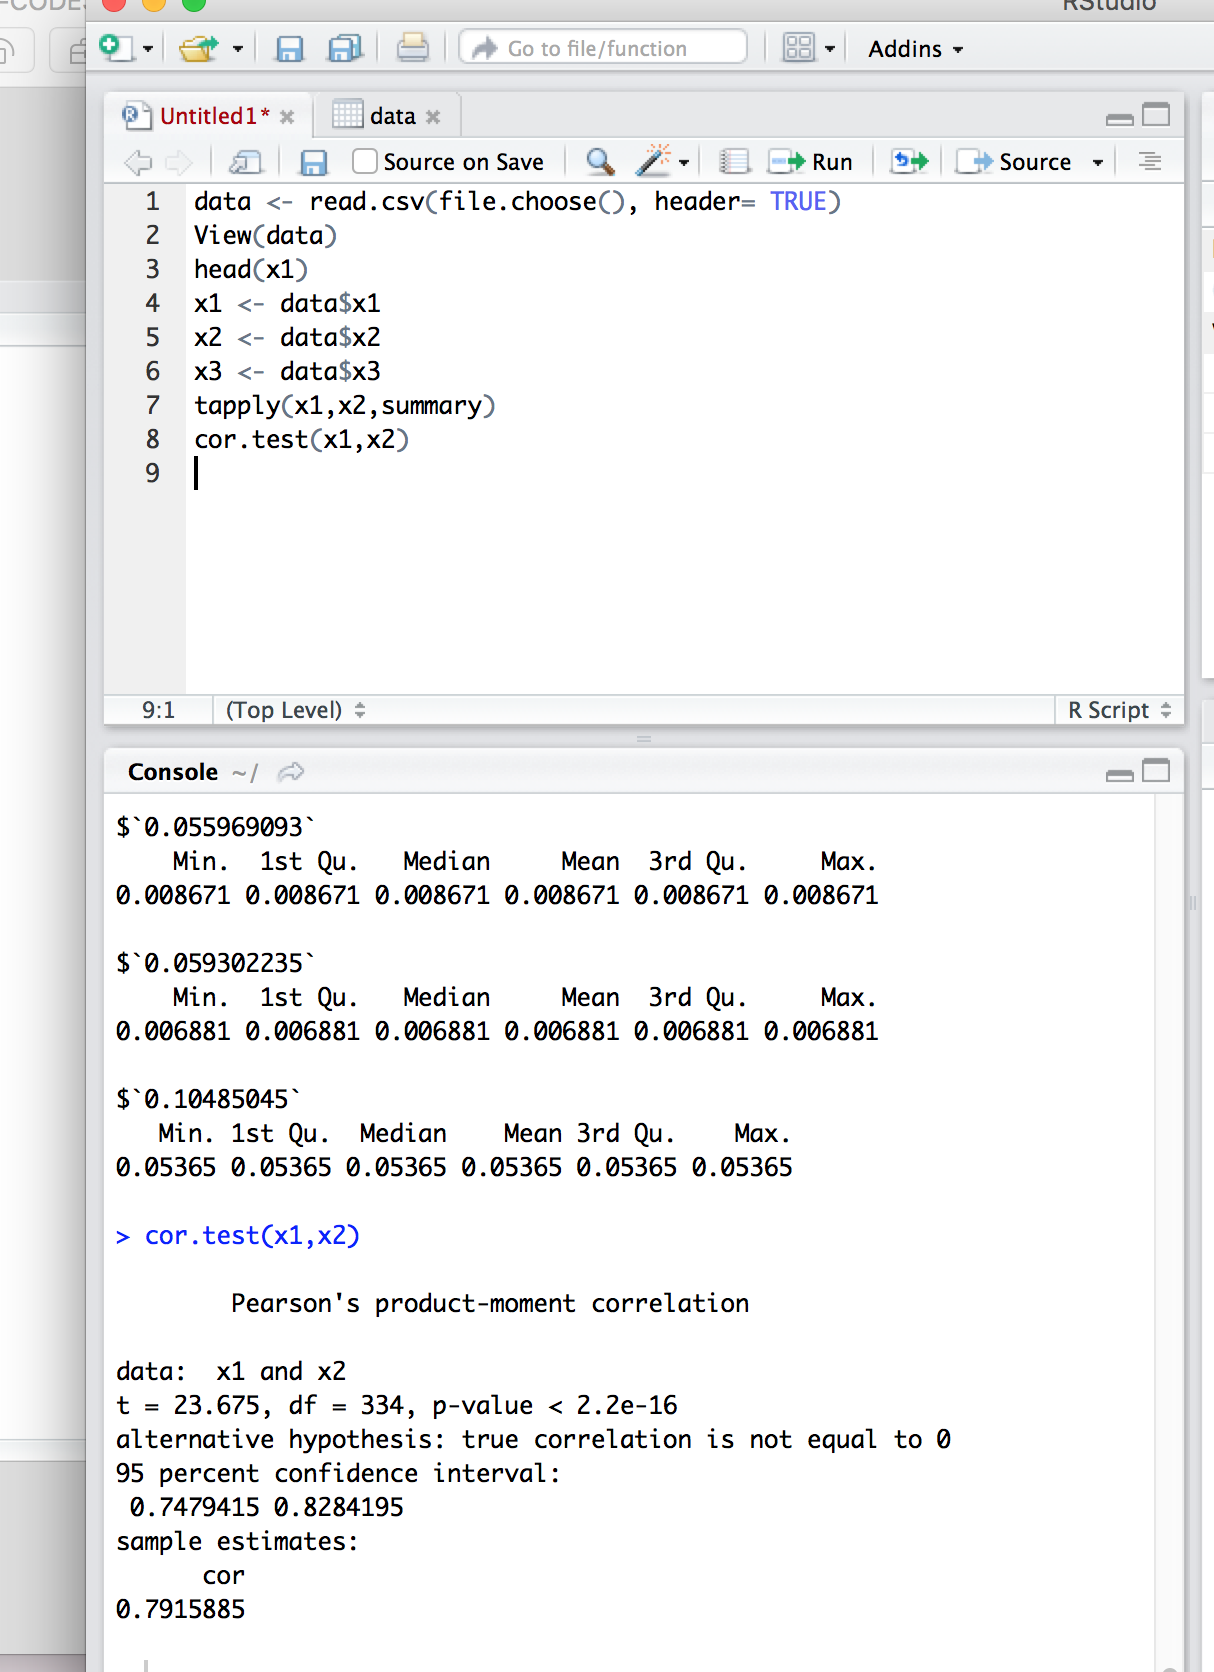 RStudio
Go to file/function
Addins
Untitled1*
data
Source on Save
Run
Source
1 data <- read.csv(file.choose(), header= TRUE)
2 View(data)
3 head(x1)
4 x1 <- data$x1
5 x2 <- data$x2
6 x3 <- data$x3
7 tapply(x1,x2,summary)
8 cor.test(x1,x2)
9
9:1 (Top Level) R Script
Console ~/
$`0.055969093`
    Min.  1st Qu.   Median     Mean  3rd Qu.     Max.
0.008671 0.008671 0.008671 0.008671 0.008671 0.008671
$`0.059302235`
    Min.  1st Qu.   Median     Mean  3rd Qu.     Max.
0.006881 0.006881 0.006881 0.006881 0.006881 0.006881
$`0.10485045`
   Min. 1st Qu.  Median    Mean 3rd Qu.    Max.
0.05365 0.05365 0.05365 0.05365 0.05365 0.05365
> cor.test(x1,x2)
Pearson's product-moment correlation
data:  x1 and x2
t = 23.675, df = 334, p-value < 2.2e-16
alternative hypothesis: true correlation is not equal to 0
95 percent confidence interval:
 0.7479415 0.8284195
sample estimates:
      cor
0.7915885